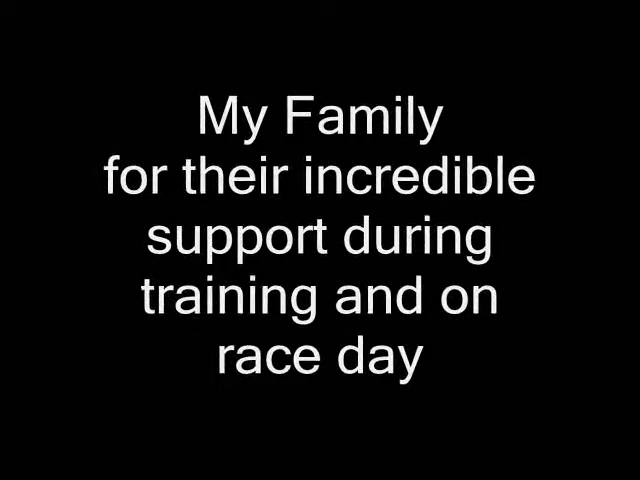 My Family
for their incredible
support during
training and on
race day